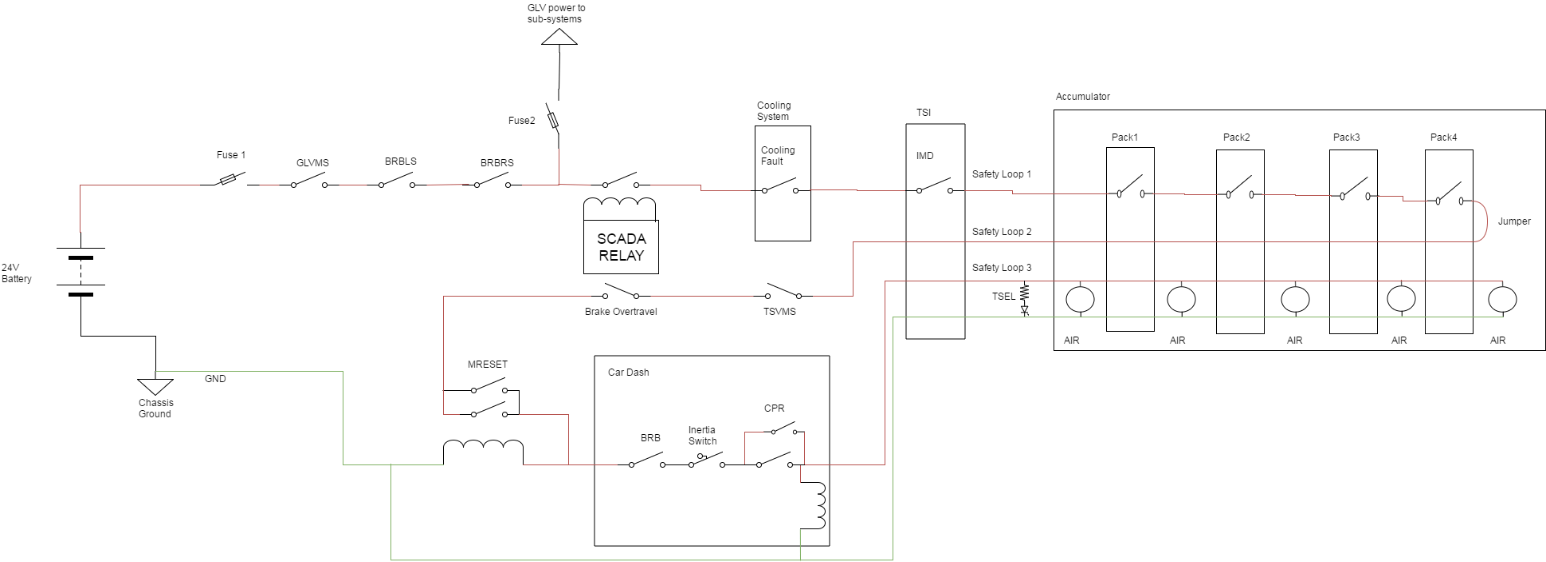 GLV power to
sub-systems
Accumulator
Cooling
System
TSI
Fuse2
Pack1
Pack2
Pack3
Pack4
Cooling
Fault
IMD
Fuse 1
GLVMS
BRBLS
BRBRS
Safety Loop 1
Jumper
Safety Loop 2
SCADA
RELAY
24V
Battery
Safety Loop 3
TSEL
Brake Overtravel
TSVMS
AIR
AIR
AIR
AIR
AIR
MRESET
Car Dash
GND
Chassis
Ground
CPR
Inertia
Switch
BRB